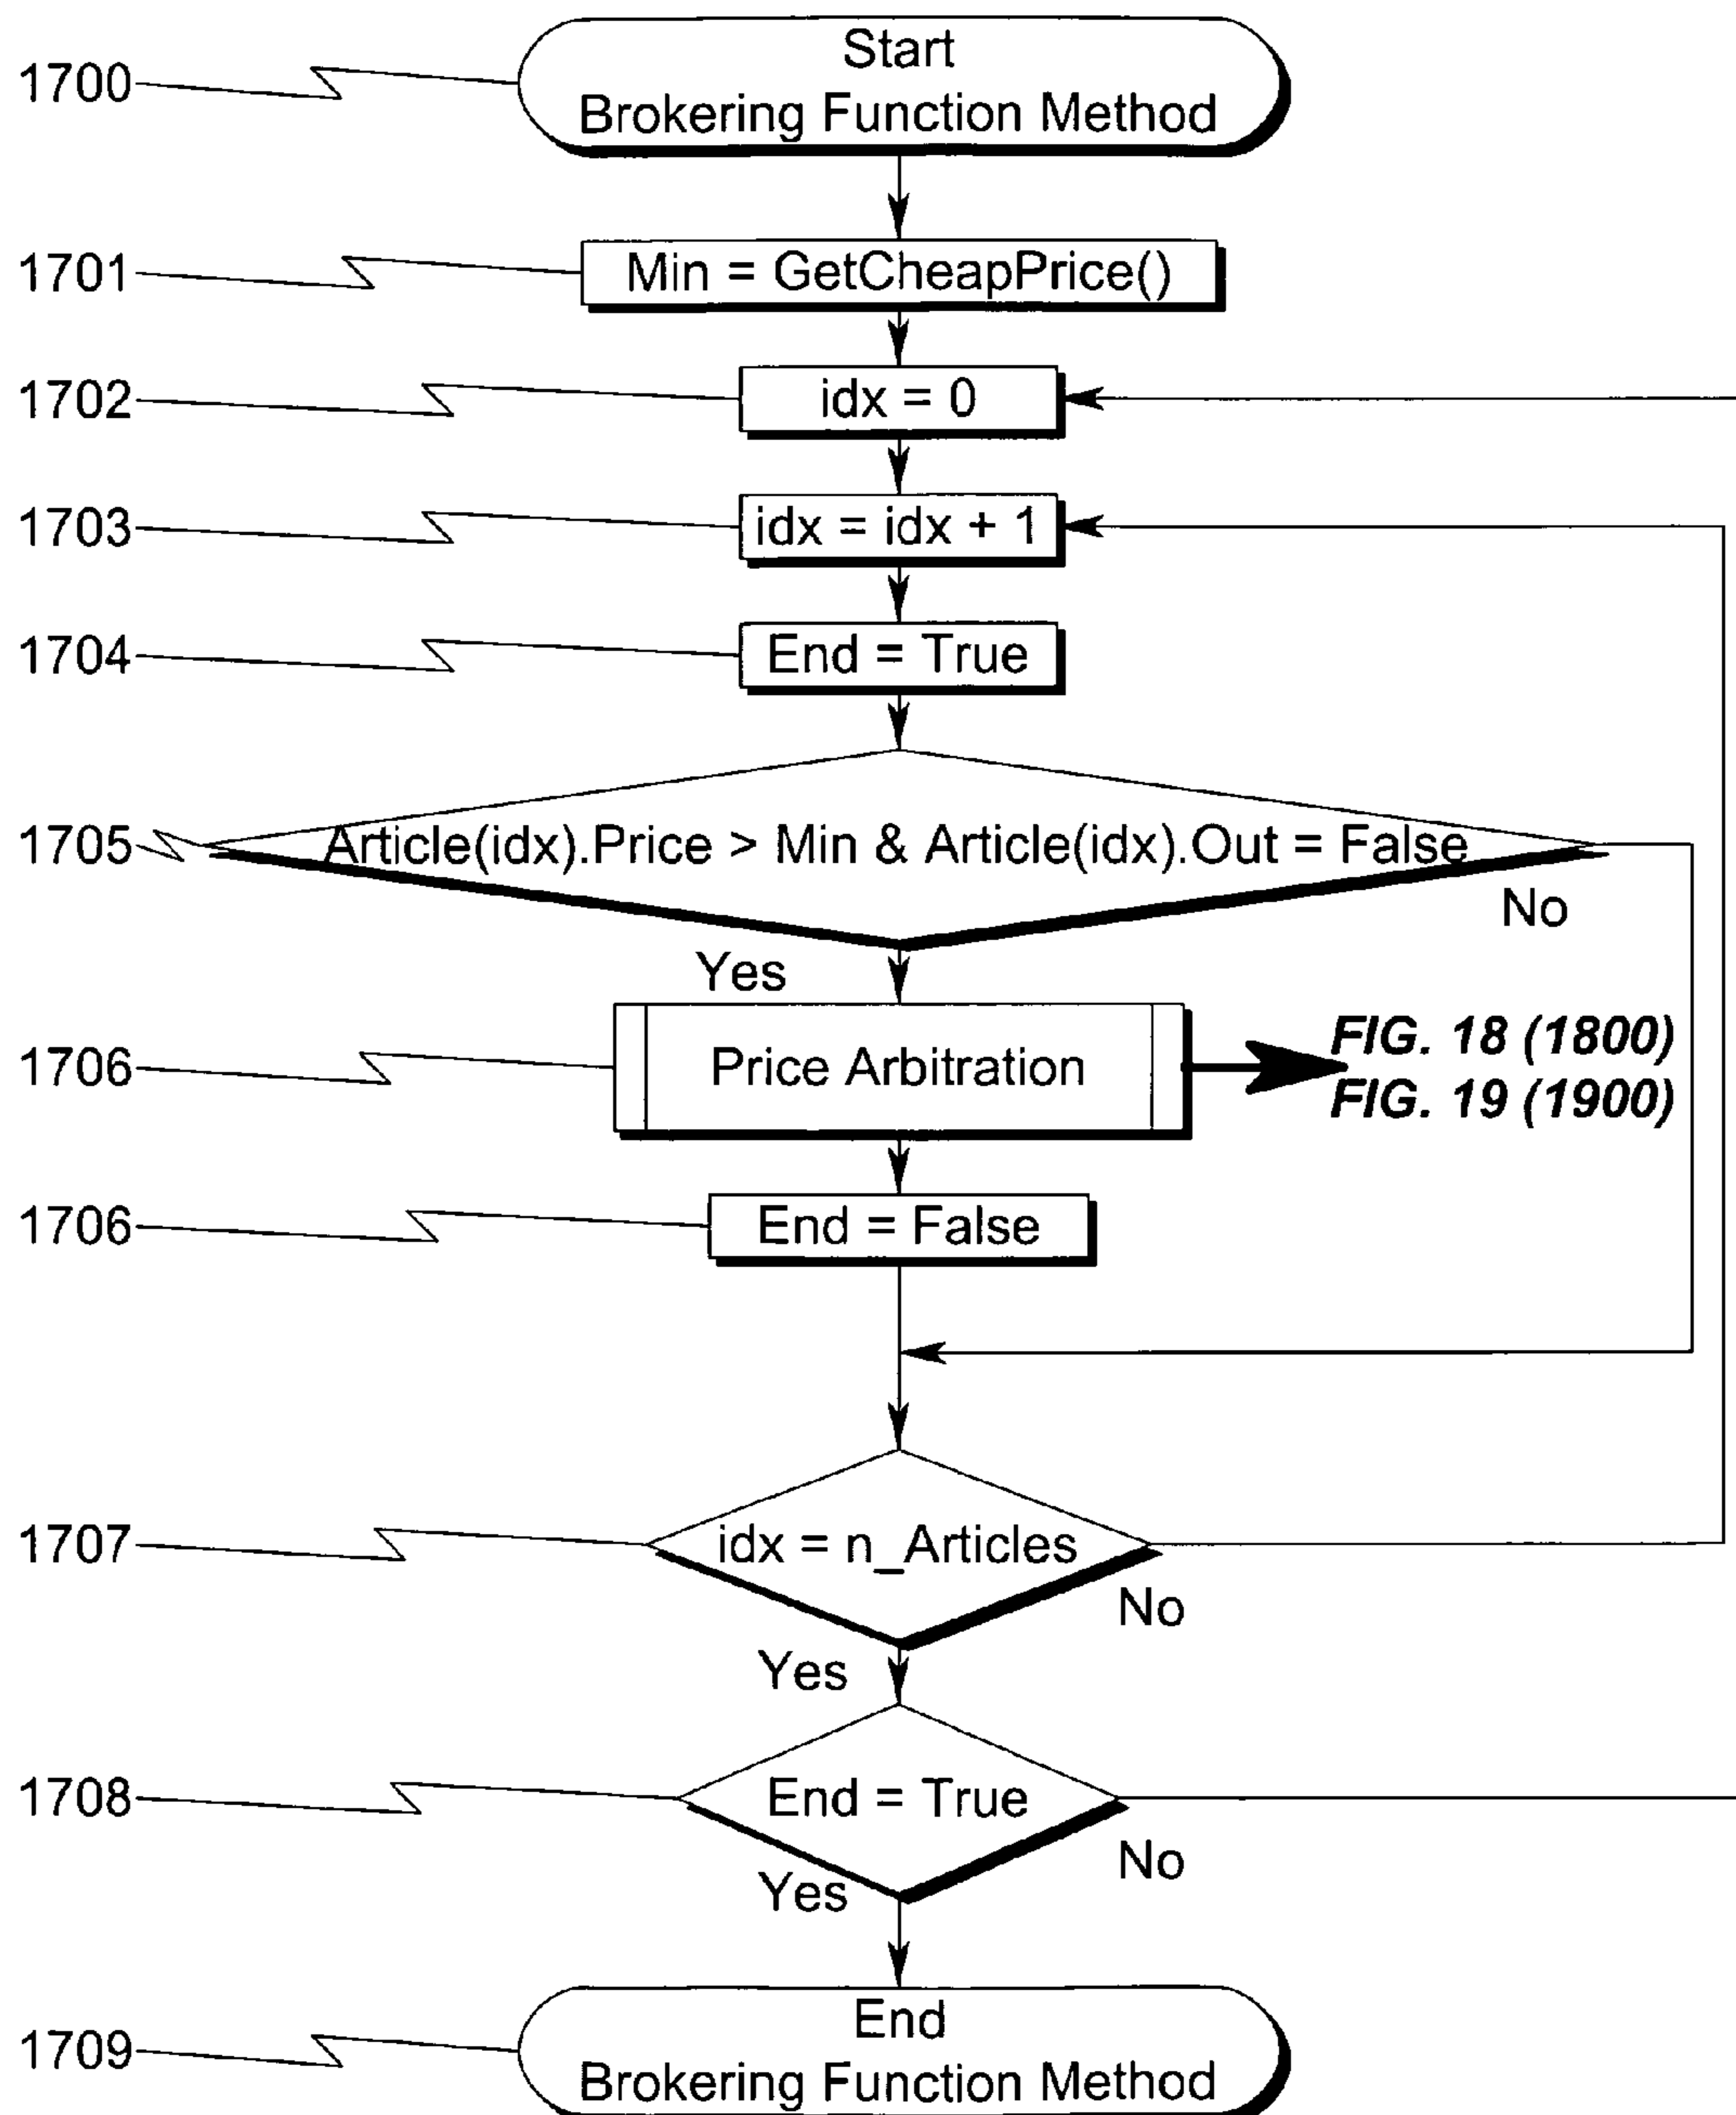 1700
Start
Brokering Function Method
1701
Min = GetCheapPrice()
1702
idx = 0
1703
idx = idx + 1
1704
End = True
1705
Article(idx).Price > Min & Article(idx).Out = False
No
Yes
1706
Price Arbitration
FIG. 18 (1800)
FIG. 19 (1900)
1706
End = False
1707
idx = n_Articles
No
Yes
1708
End = True
No
Yes
1709
End
Brokering Function Method